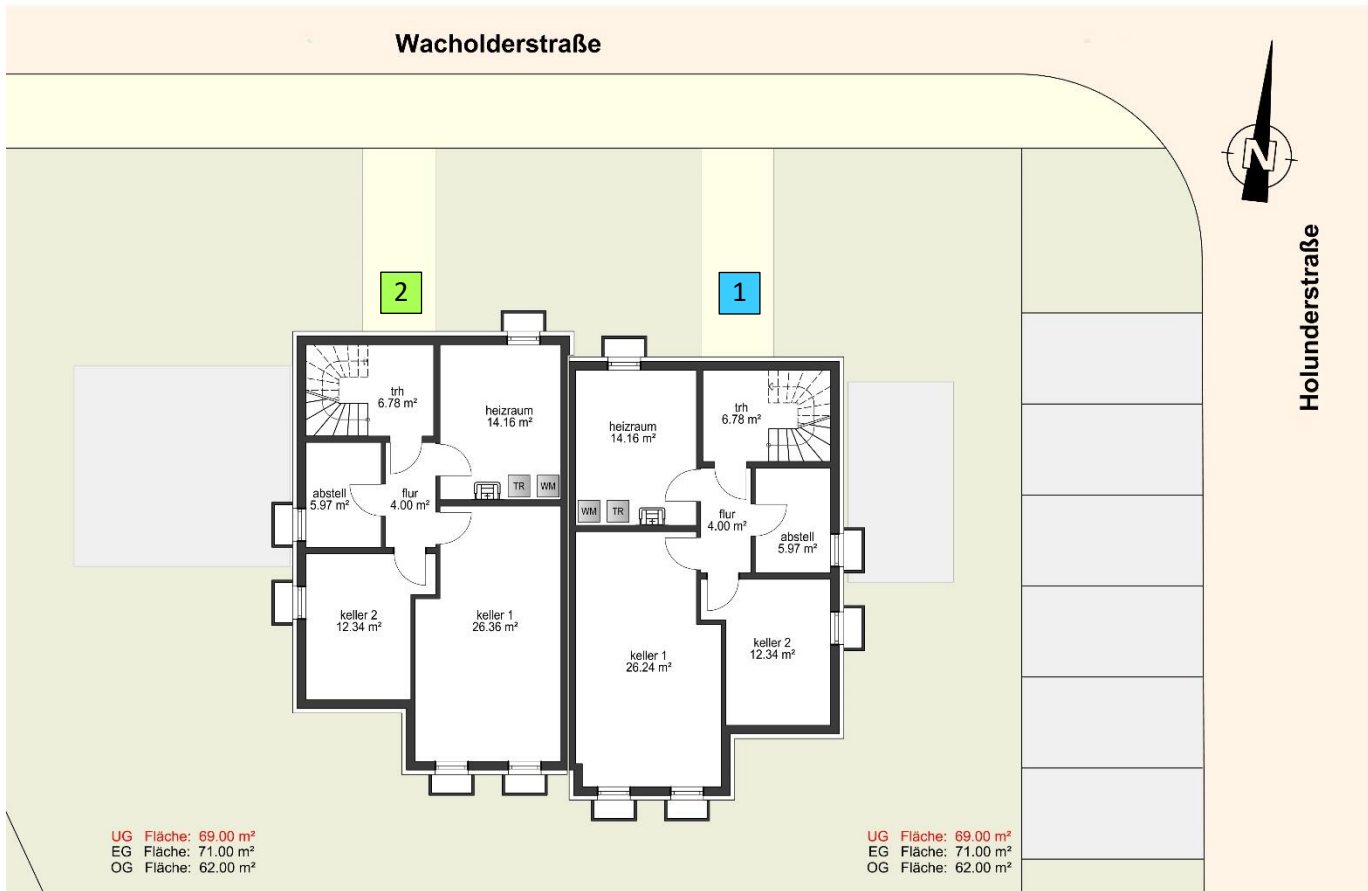 Wacholderstraße
N
Holunderstraße
2
1
trh
6.78 m²
heizraum
14.16 m²
TR
WM
abstell
5.97 m²
flur
4.00 m²
keller 2
12.34 m²
keller 1
26.36 m²
heizraum
14.16 m²
trh
6.78 m²
WM
TR
flur
4.00 m²
abstell
5.97 m²
keller 1
26.24 m²
keller 2
12.34 m²
UG Fläche: 69.00 m²
EG Fläche: 71.00 m²
OG Fläche: 62.00 m²
UG Fläche: 69.00 m²
EG Fläche: 71.00 m²
OG Fläche: 62.00 m²